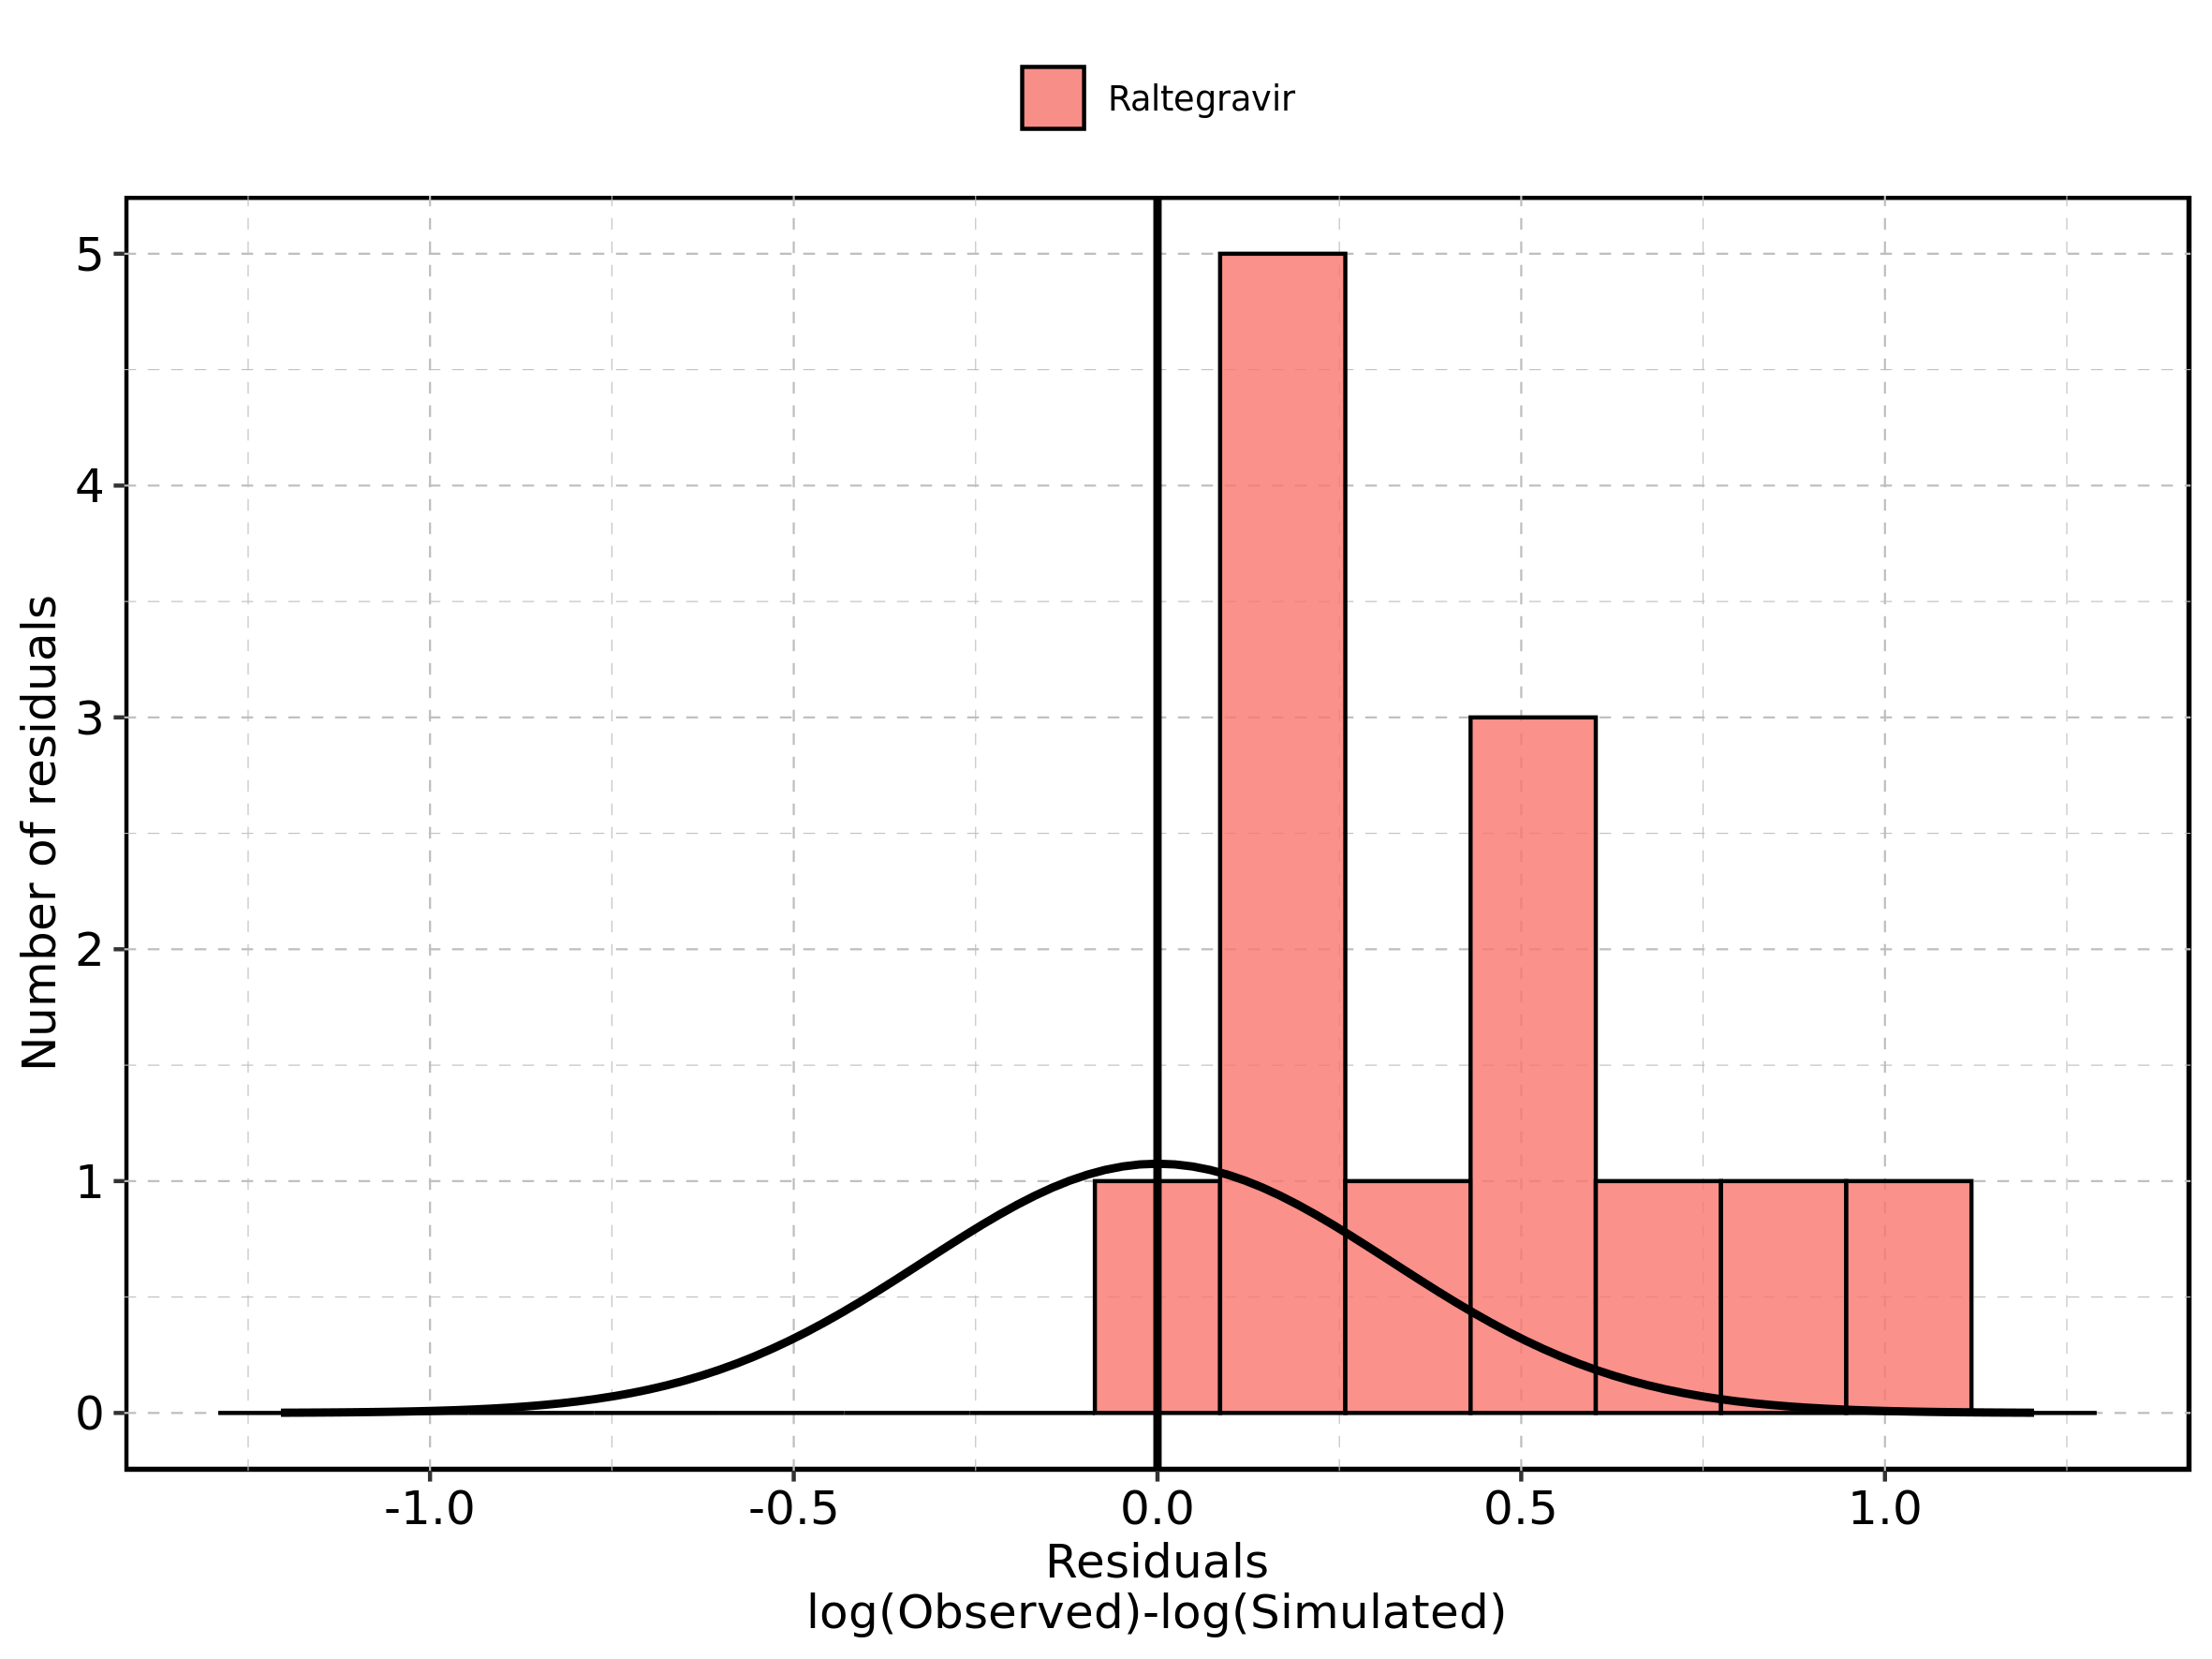 Raltegravir
5
4
3
2
1
0
Number of residuals
-1.0 -0.5 0.0 0.5 1.0
Residuals
log(Observed)-log(Simulated)